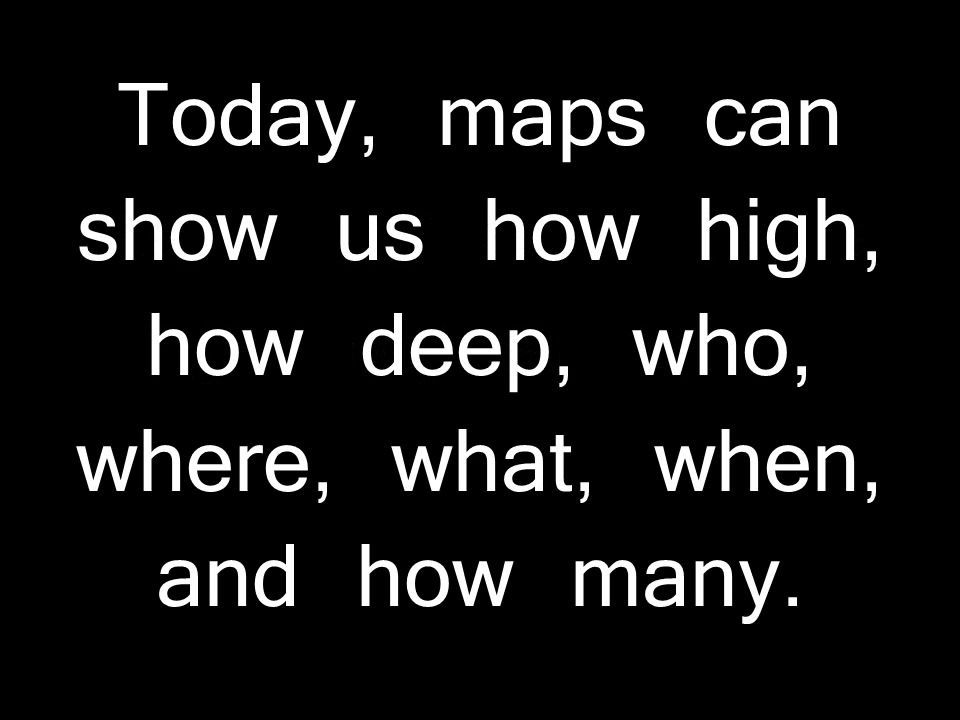 Today, maps can
show us how high,
how deep, who,
where, what, when,
and how many.